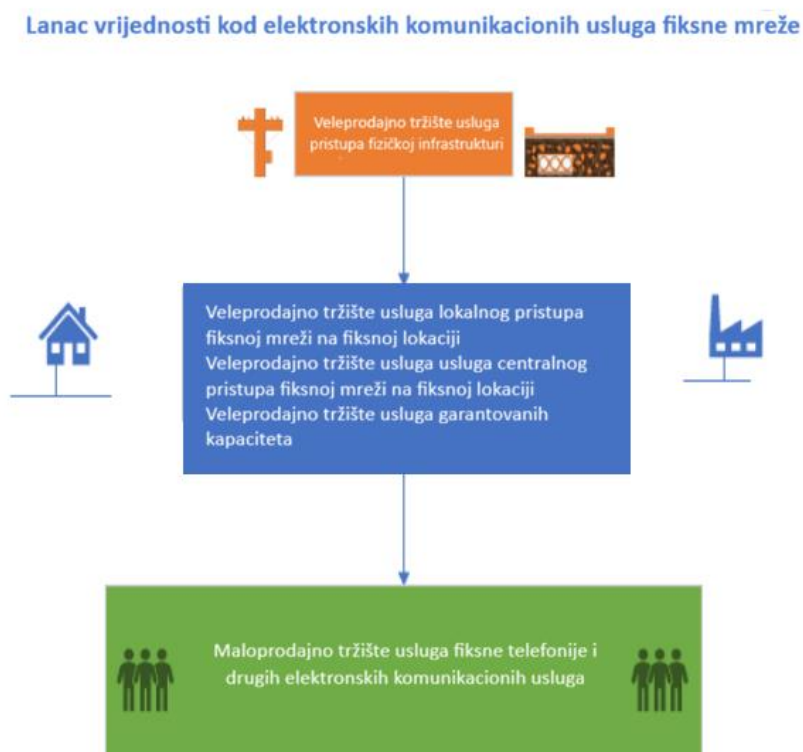 Lanac vrijednosti kod elektronskih komunikacionih usluga fiksne mreže
Veleprodajno tržište usluga
pristupa fizičkoj infrastrukturi
Veleprodajno tržište usluga lokalnog pristupa
fiksnoj mreži na fiksnoj lokaciji
Veleprodajno tržište usluga usluga centralnog
pristupa fiksnoj mreži na fiksnoj lokaciji
Veleprodajno tržište usluga garantovanih
kapaciteta
Maloprodajno tržište usluga fiksne telefonije i
drugih elektronskih komunikacionih usluga